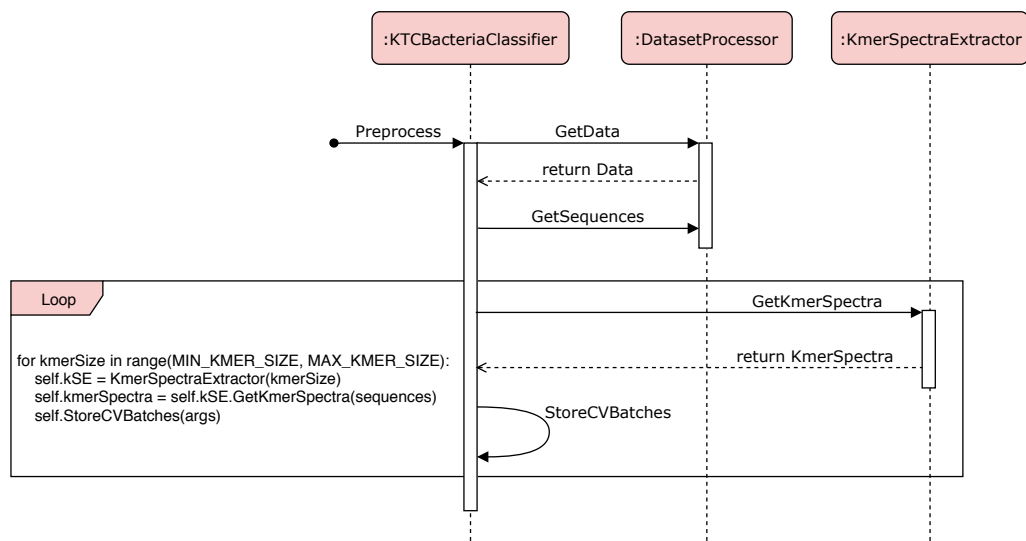 :KTCBacteriaClassifier
:DatasetProcessor
:KmerSpectraExtractor
Preprocess
GetData
return Data
GetSequences
Loop
GetKmerSpectra
for kmerSize in range(MIN_KMER_SIZE, MAX_KMER_SIZE):
self.kSE = KmerSpectraExtractor(kmerSize)
self.kmerSpectra = self.kSE.GetKmerSpectra(sequences)
self.StoreCVBatches(args)
return KmerSpectra
StoreCVBatches